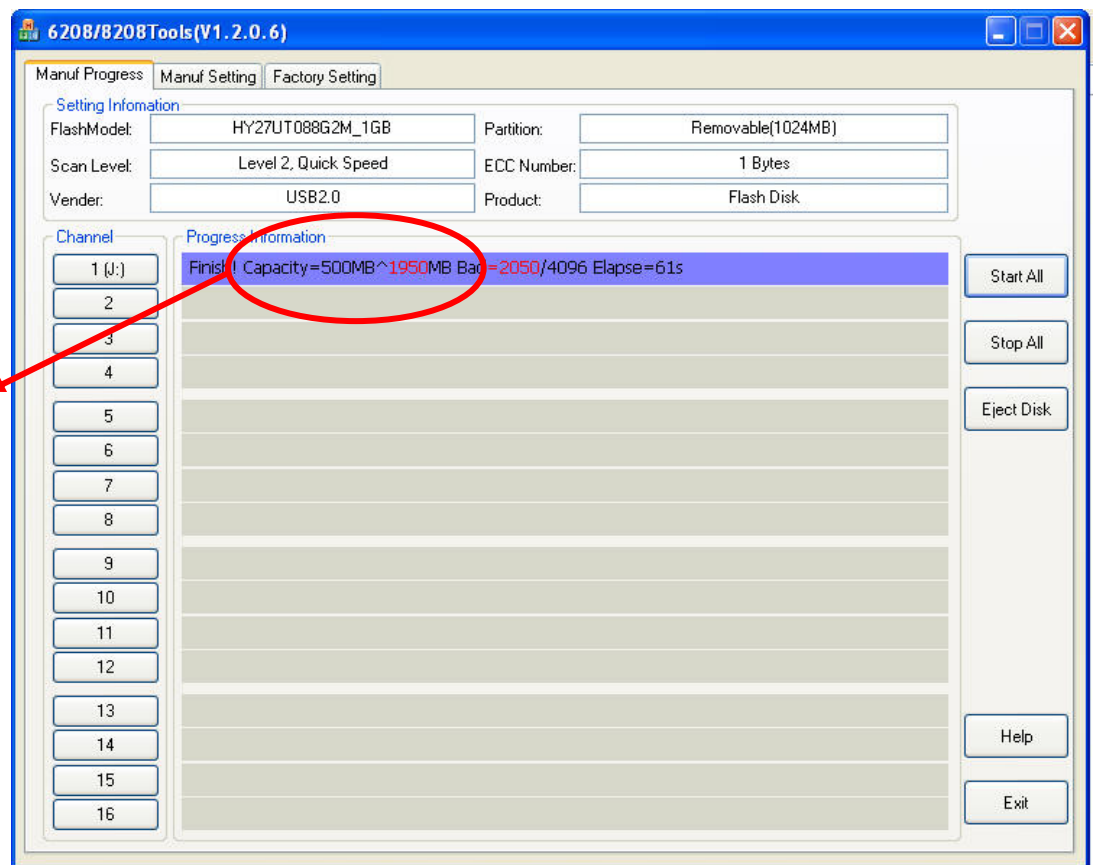 6208/8208Tools(V1.2.0.6)
Manuf Progress Manuf Setting Factory Setting
Setting Infomation
FlashModel: HY27UT088G2M_1GB Partition: Removable(1024MB)
Scan Level: Level 2, Quick Speed ECC Number: 1 Bytes
Vender: USB2.0 Product: Flash Disk
Channel Progress Information
1 (J:) Finish! Capacity=500MB^1950MB Bad=2050/4096 Elapse=61s Start All
2
3 Stop All
4
5 Eject Disk
6
7
8
9
10
11
12
13
14 Help
15
16 Exit